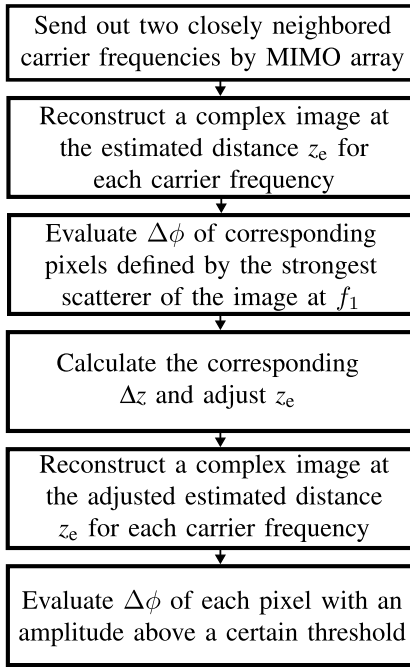 Send out two closely neighbored
carrier frequencies by MIMO array
Reconstruct a complex image at
the estimated distance zₑ for
each carrier frequency
Evaluate Δϕ of corresponding
pixels defined by the strongest
scatterer of the image at f₁
Calculate the corresponding
Δz and adjust zₑ
Reconstruct a complex image at
the adjusted estimated distance
zₑ for each carrier frequency
Evaluate Δϕ of each pixel with an
amplitude above a certain threshold